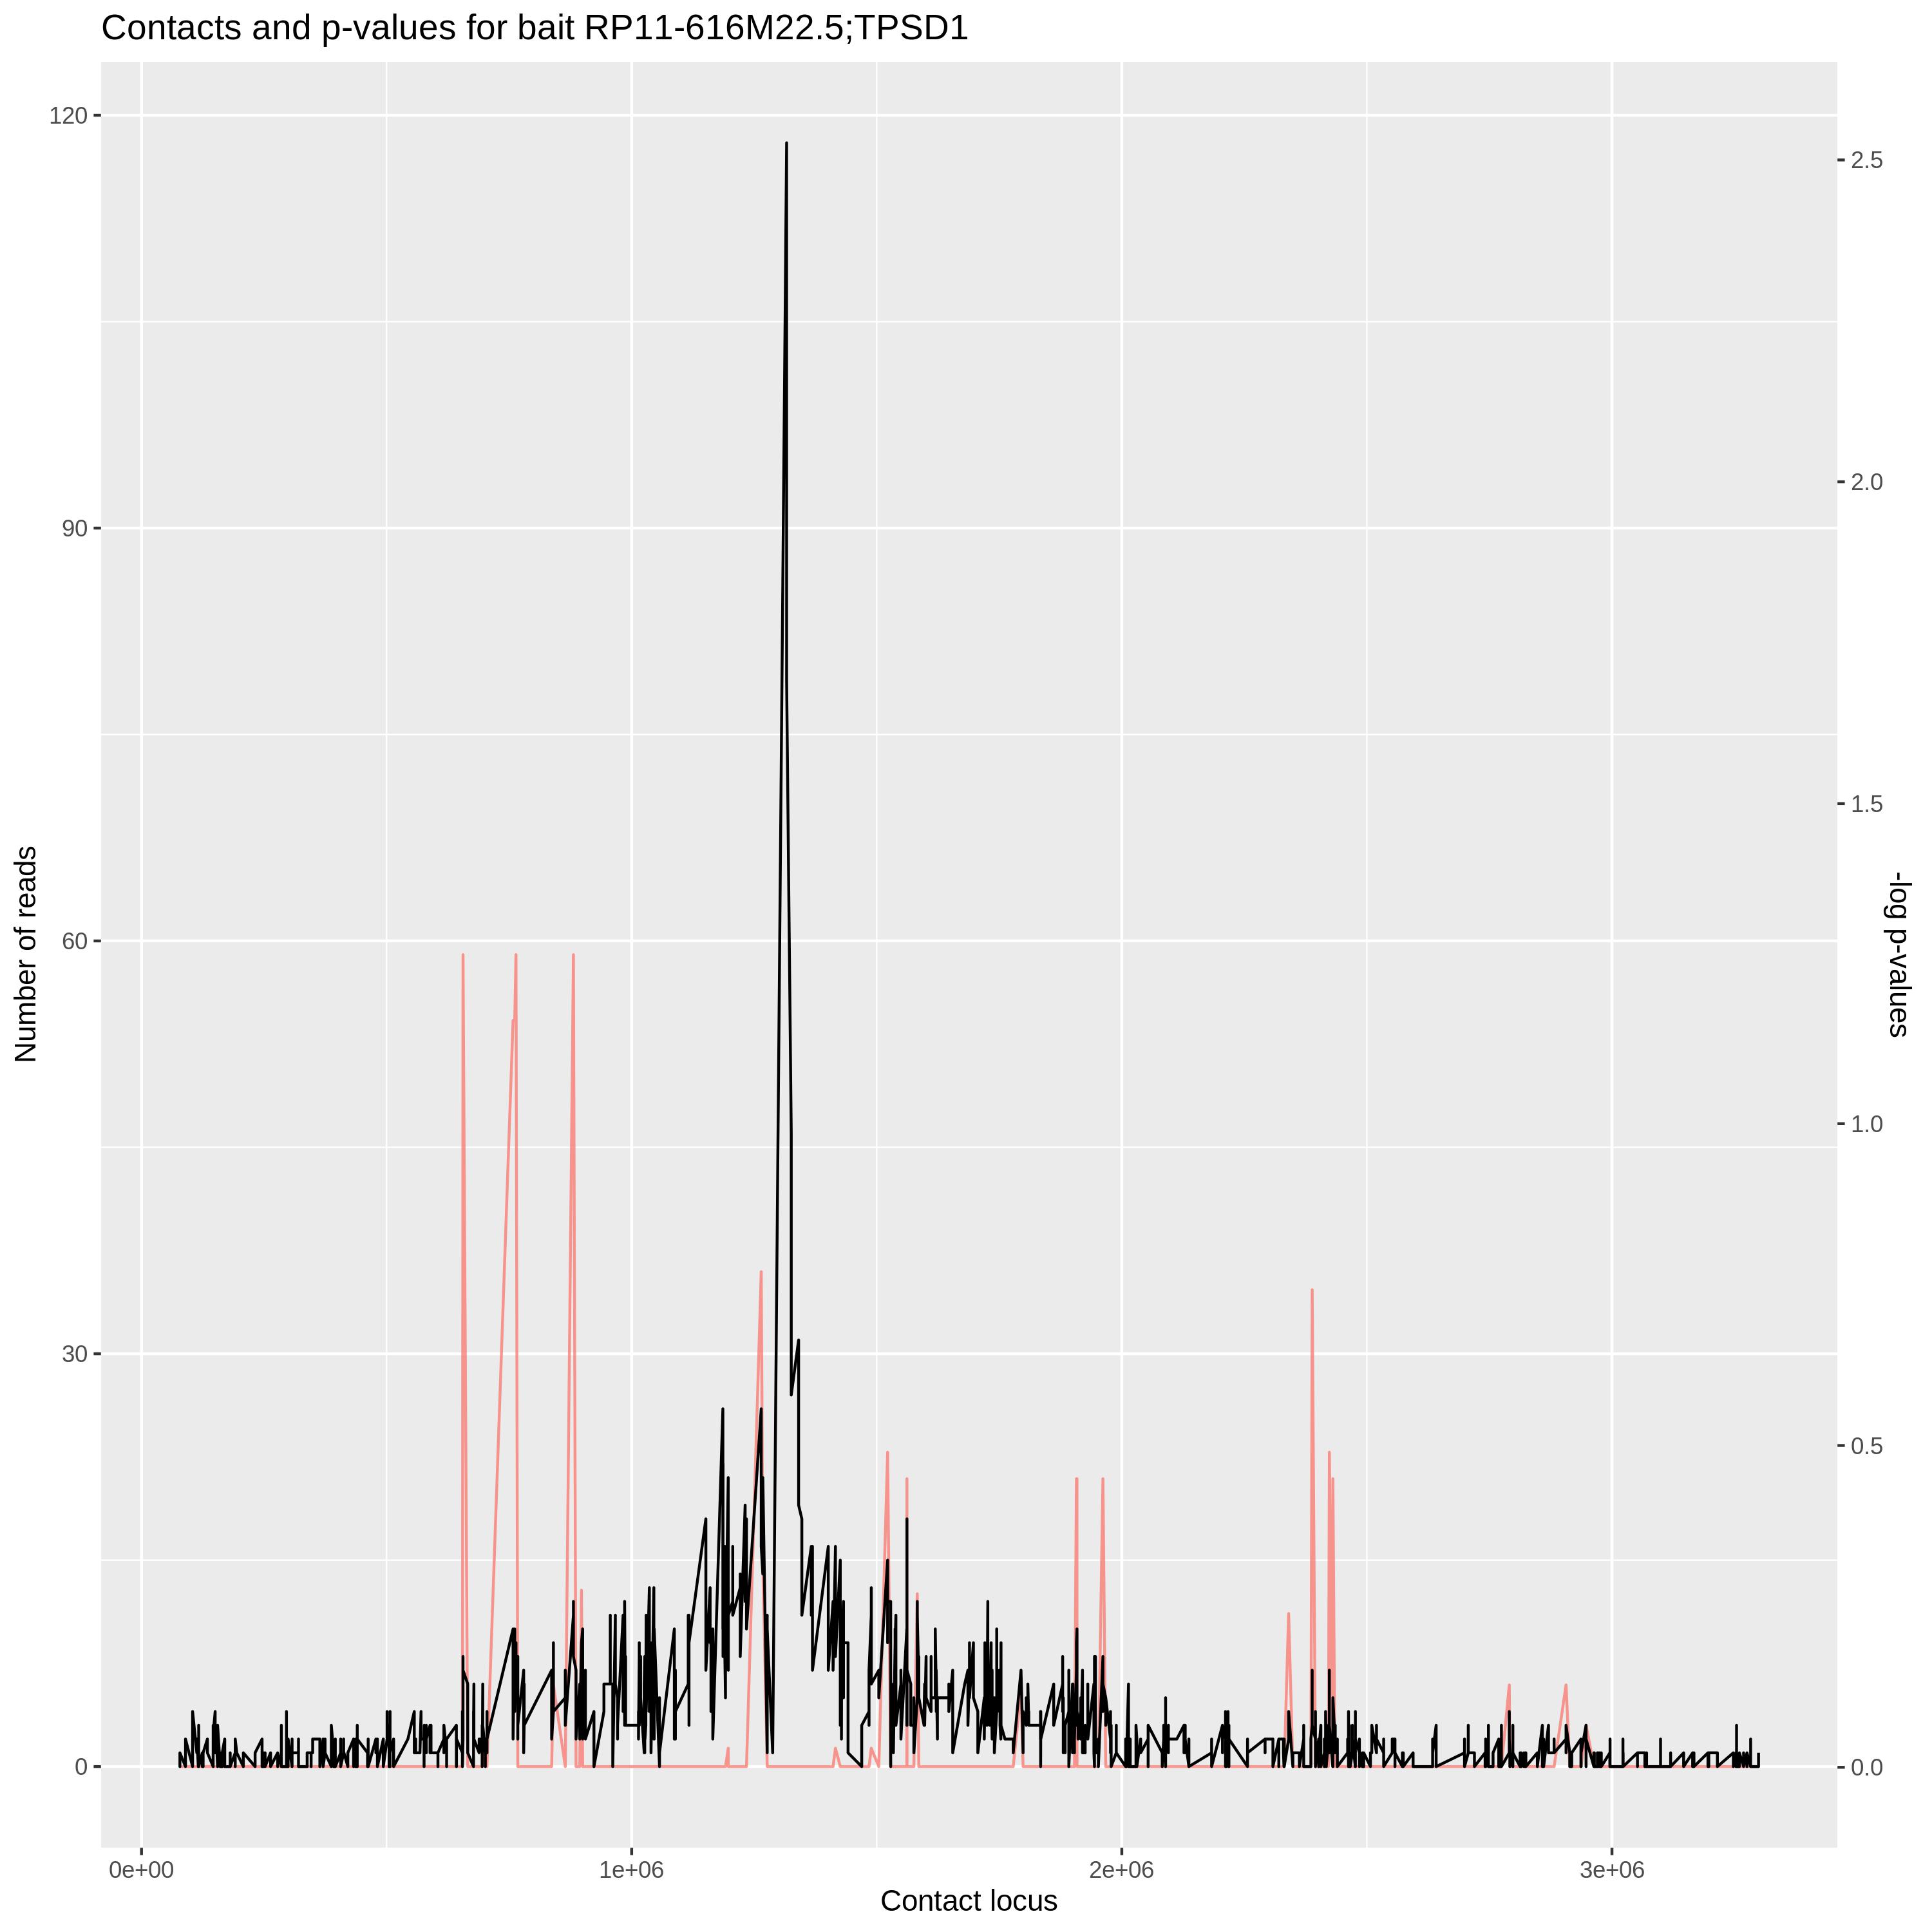 Contacts and p-values for bait RP11-616M22.5;TPSD1
120
90
60
30
0
Number of reads
2.5
2.0
1.5
1.0
0.5
0.0
-log p-values
0e+00
1e+06
2e+06
3e+06
Contact locus